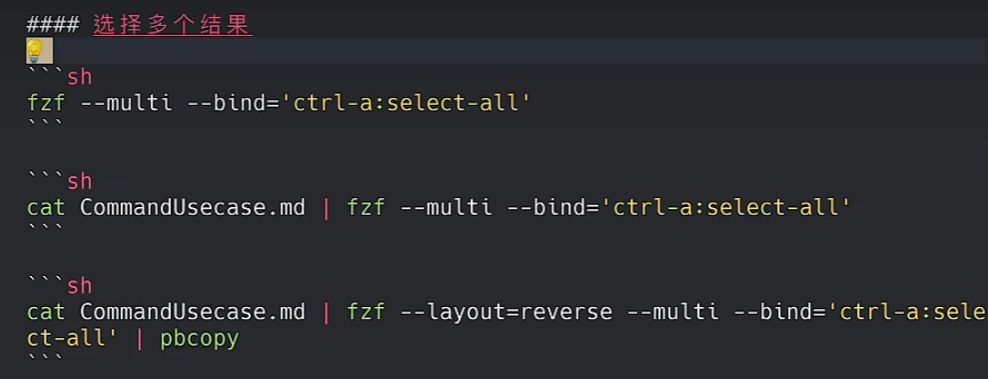 #### 选择多个结果
💡
```sh
fzf --multi --bind='ctrl-a:select-all'
```
```sh
cat CommandUsecase.md | fzf --multi --bind='ctrl-a:select-all'
```
```sh
cat CommandUsecase.md | fzf --layout=reverse --multi --bind='ctrl-a:sele
ct-all' | pbcopy
```